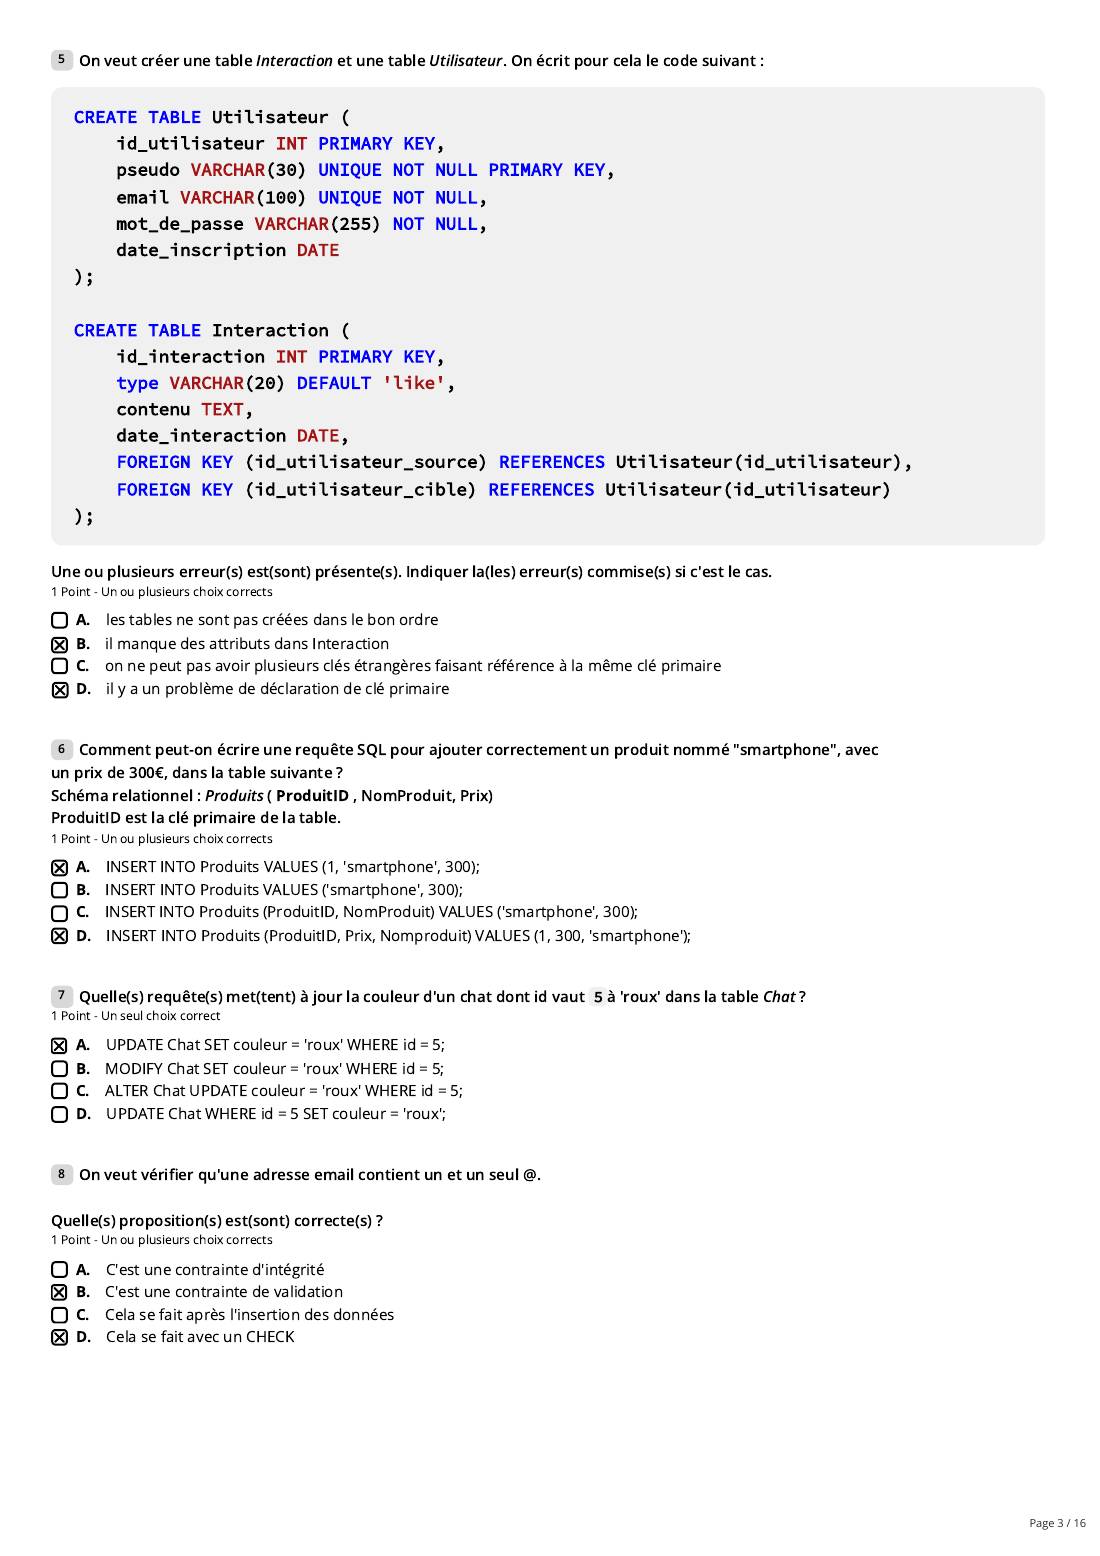 5 On veut créer une table Interaction et une table Utilisateur. On écrit pour cela le code suivant :
CREATE TABLE Utilisateur (
    id_utilisateur INT PRIMARY KEY,
    pseudo VARCHAR(30) UNIQUE NOT NULL PRIMARY KEY,
    email VARCHAR(100) UNIQUE NOT NULL,
    mot_de_passe VARCHAR(255) NOT NULL,
    date_inscription DATE
);
CREATE TABLE Interaction (
    id_interaction INT PRIMARY KEY,
    type VARCHAR(20) DEFAULT 'like',
    contenu TEXT,
    date_interaction DATE,
    FOREIGN KEY (id_utilisateur_source) REFERENCES Utilisateur(id_utilisateur),
    FOREIGN KEY (id_utilisateur_cible) REFERENCES Utilisateur(id_utilisateur)
);
Une ou plusieurs erreur(s) est(sont) présente(s). Indiquer la(les) erreur(s) commise(s) si c'est le cas.
1 Point - Un ou plusieurs choix corrects
A. les tables ne sont pas créées dans le bon ordre
B. il manque des attributs dans Interaction
C. on ne peut pas avoir plusieurs clés étrangères faisant référence à la même clé primaire
D. il y a un problème de déclaration de clé primaire
6 Comment peut-on écrire une requête SQL pour ajouter correctement un produit nommé "smartphone", avec
un prix de 300€, dans la table suivante ?
Schéma relationnel : Produits ( ProduitID , NomProduit, Prix)
ProduitID est la clé primaire de la table.
1 Point - Un ou plusieurs choix corrects
A. INSERT INTO Produits VALUES (1, 'smartphone', 300);
B. INSERT INTO Produits VALUES ('smartphone', 300);
C. INSERT INTO Produits (ProduitID, NomProduit) VALUES ('smartphone', 300);
D. INSERT INTO Produits (ProduitID, Prix, Nomproduit) VALUES (1, 300, 'smartphone');
7 Quelle(s) requête(s) met(tent) à jour la couleur d'un chat dont id vaut 5 à 'roux' dans la table Chat ?
1 Point - Un seul choix correct
A. UPDATE Chat SET couleur = 'roux' WHERE id = 5;
B. MODIFY Chat SET couleur = 'roux' WHERE id = 5;
C. ALTER Chat UPDATE couleur = 'roux' WHERE id = 5;
D. UPDATE Chat WHERE id = 5 SET couleur = 'roux';
8 On veut vérifier qu'une adresse email contient un et un seul @.
Quelle(s) proposition(s) est(sont) correcte(s) ?
1 Point - Un ou plusieurs choix corrects
A. C'est une contrainte d'intégrité
B. C'est une contrainte de validation
C. Cela se fait après l'insertion des données
D. Cela se fait avec un CHECK
Page 3 / 16